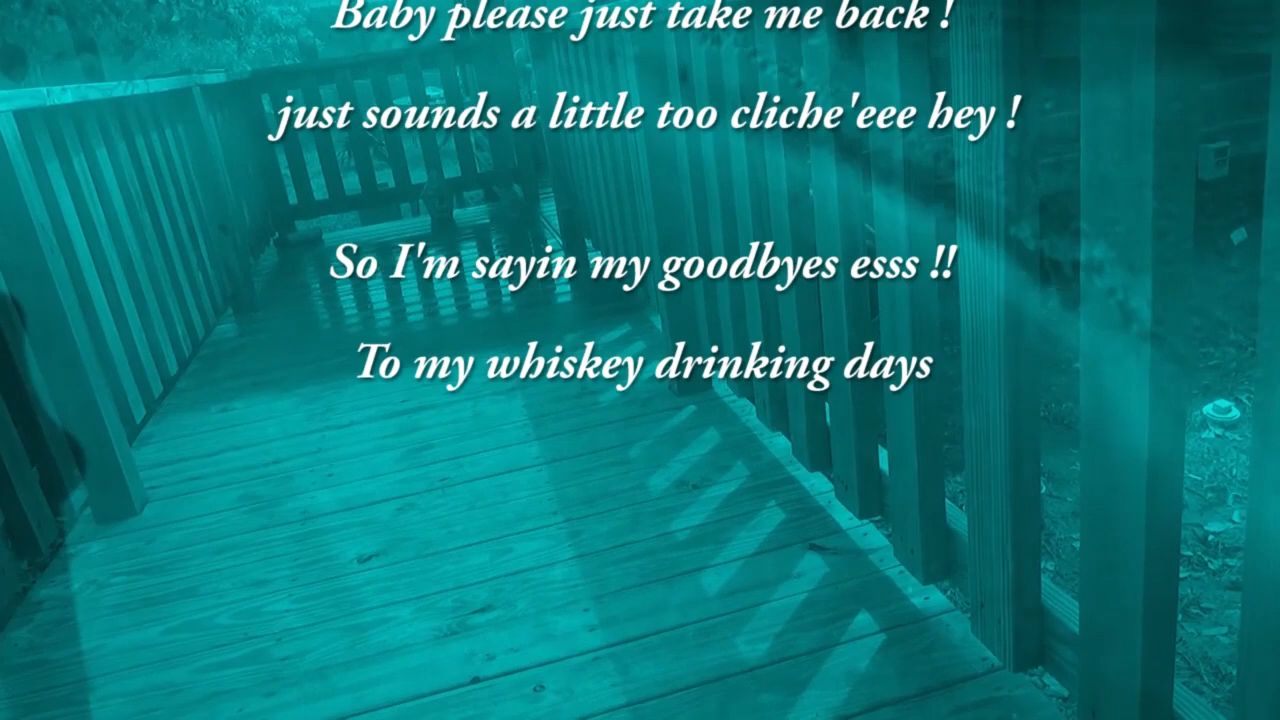 Baby please just take me back !
just sounds a little too cliche'eee hey !
So I'm sayin my goodbyes esss !!
To my whiskey drinking days